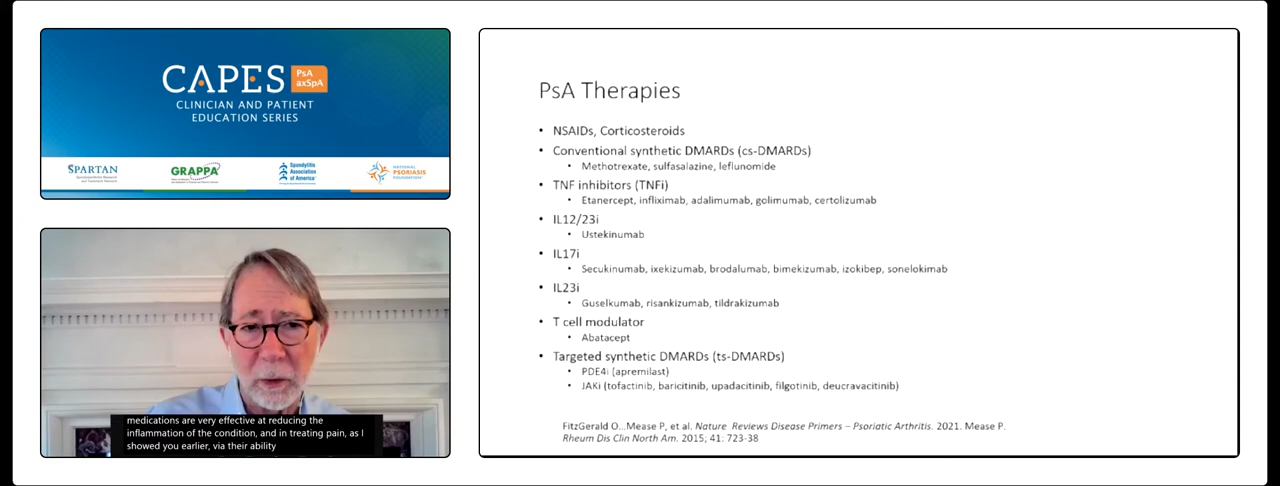 CAPES PsA
axSpA
CLINICIAN AND PATIENT
EDUCATION SERIES
SPARTAN
GRAPPA
Spondylitis
Association
of America
NATIONAL
PSORIASIS
FOUNDATION
medications are very effective at reducing the
inflammation of the condition, and in treating pain, as I
showed you earlier, via their ability
PsA Therapies
• NSAIDs, Corticosteroids
• Conventional synthetic DMARDs (cs-DMARDs)
• Methotrexate, sulfasalazine, leflunomide
• TNF inhibitors (TNFi)
• Etanercept, infliximab, adalimumab, golimumab, certolizumab
• IL12/23i
• Ustekinumab
• IL17i
• Secukinumab, ixekizumab, brodalumab, bimekizumab, izokibep, sonelokimab
• IL23i
• Guselkumab, risankizumab, tildrakizumab
• T cell modulator
• Abatacept
• Targeted synthetic DMARDs (ts-DMARDs)
• PDE4i (apremilast)
• JAKi (tofactinib, baricitinib, upadacitinib, filgotinib, deucravacitinib)
FitzGerald O...Mease P, et al. Nature Reviews Disease Primers – Psoriatic Arthritis. 2021. Mease P.
Rheum Dis Clin North Am. 2015; 41: 723-38